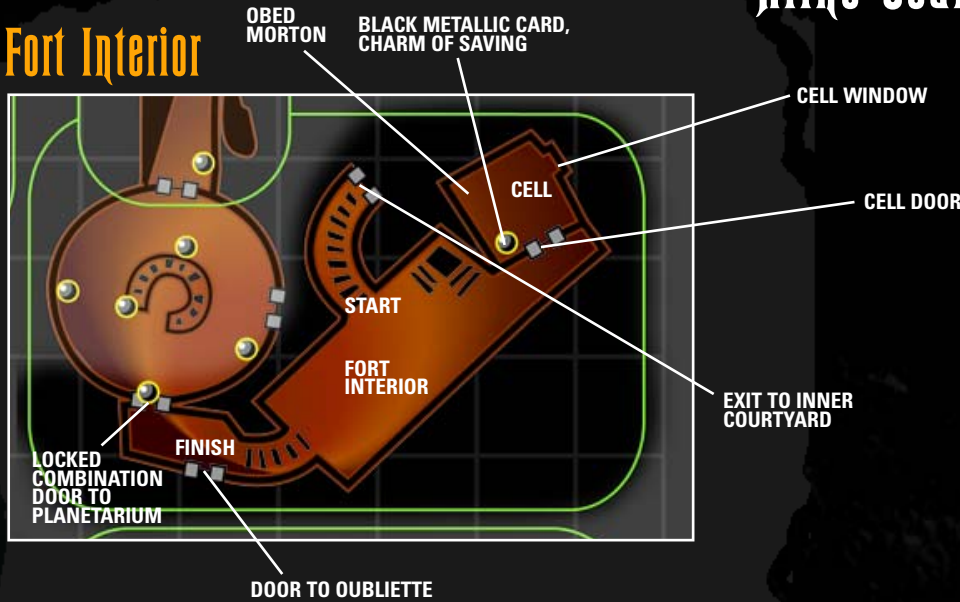 Fort Interior
OBED
MORTON
BLACK METALLIC CARD,
CHARM OF SAVING
CELL WINDOW
CELL
CELL DOOR
START
FORT
INTERIOR
EXIT TO INNER
COURTYARD
FINISH
LOCKED
COMBINATION
DOOR TO
PLANETARIUM
DOOR TO OUBLIETTE